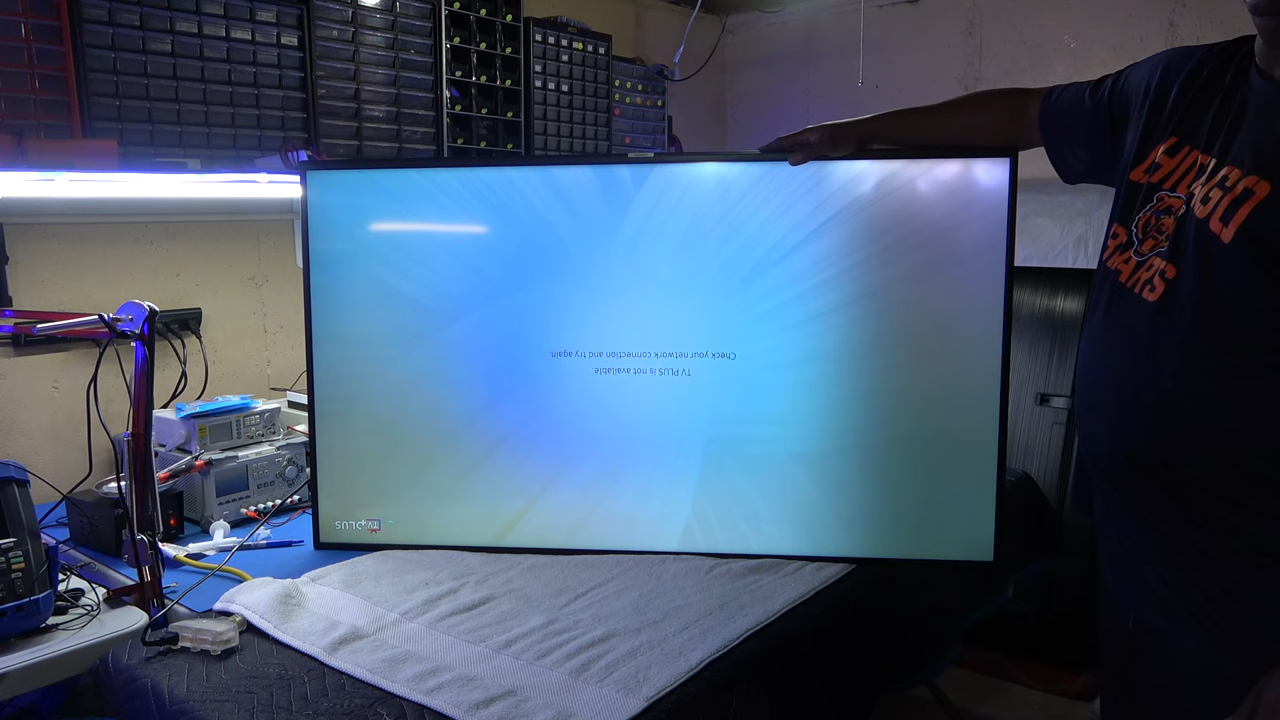 TV PLUS is not available.
Check your network connection and try again.
TV PLUS
CHICAGO
BEARS